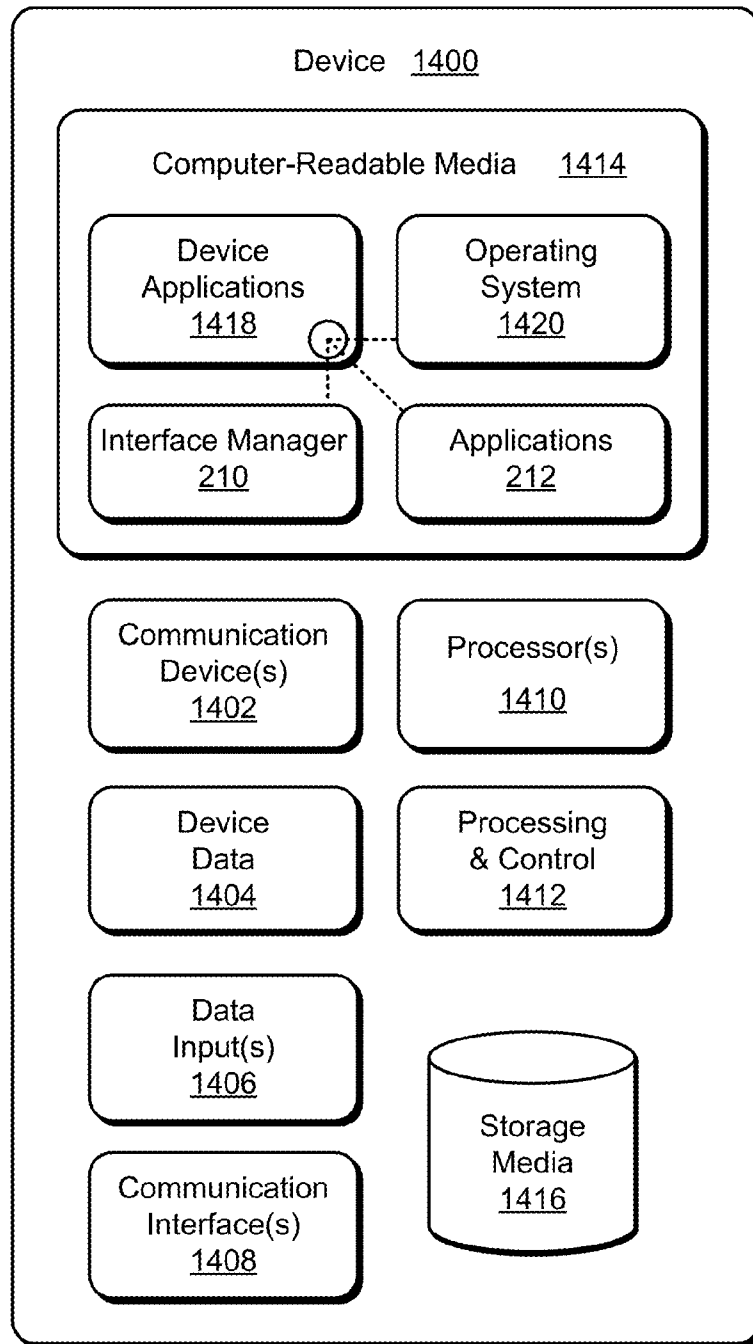 Device 1400
Computer-Readable Media 1414
Device
Applications
1418
Operating
System
1420
Interface Manager
210
Applications
212
Communication
Device(s)
1402
Processor(s)
1410
Device
Data
1404
Processing
& Control
1412
Data
Input(s)
1406
Storage
Media
1416
Communication
Interface(s)
1408